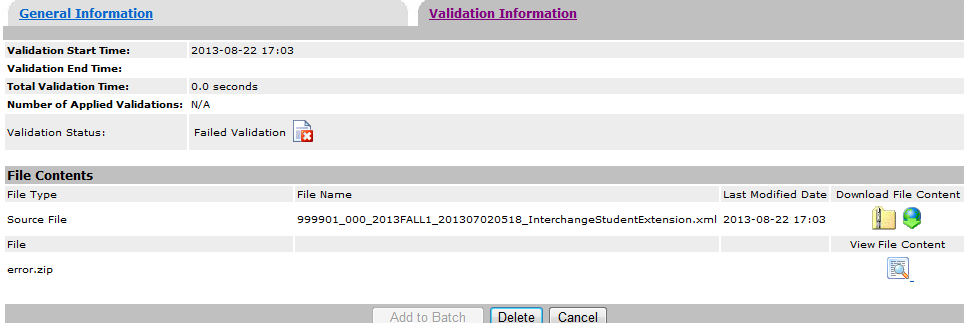 General Information Validation Information
Validation Start Time: 2013-08-22 17:03
Validation End Time:
Total Validation Time: 0.0 seconds
Number of Applied Validations: N/A
Validation Status: Failed Validation
File Contents
File Type File Name Last Modified Date Download File Content
Source File 999901_000_2013FALL1_201307020518_InterchangeStudentExtension.xml 2013-08-22 17:03
File View File Content
error.zip
Add to Batch Delete Cancel